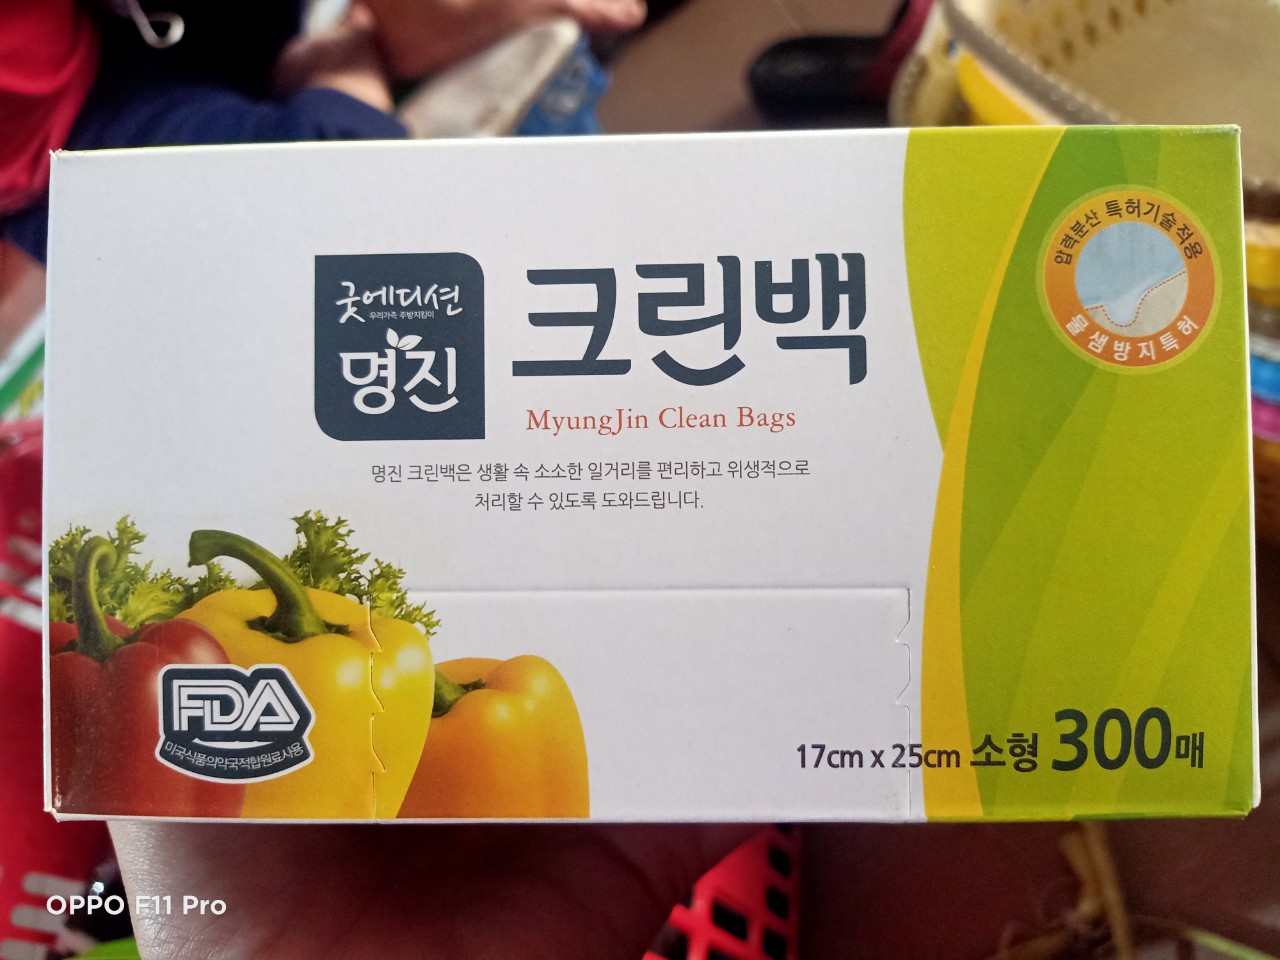 굿에디션
우리가족 주방지킴이
명진
크린백
MyungJin Clean Bags
명진 크린백은 생활 속 소소한 일거리를 편리하고 위생적으로
처리할 수 있도록 도와드립니다.
압력분산 특허기술적용
물샘방지특허
FDA
미국식품의약국적합원료사용
17cm x 25cm 소형 300매
OPPO F11 Pro